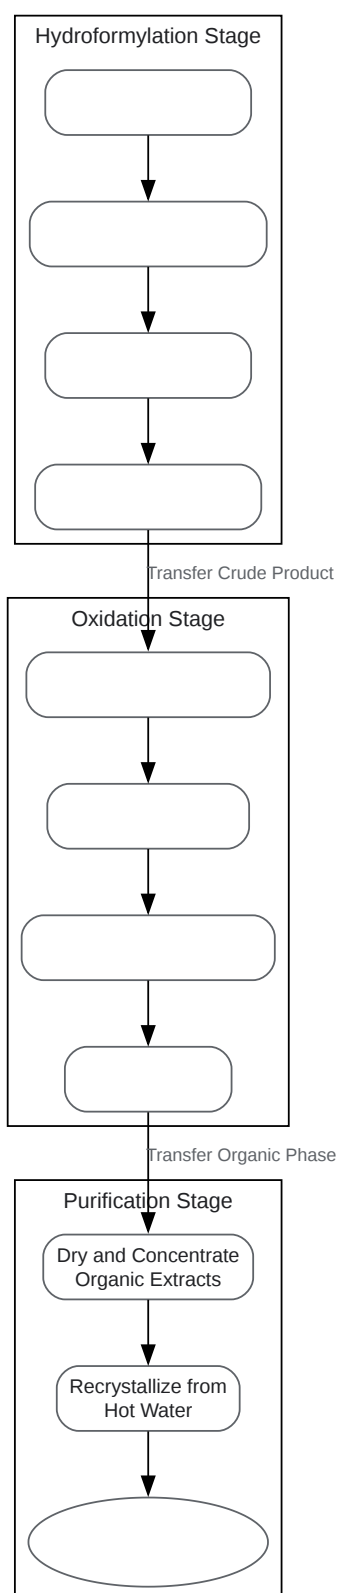 Hydroformylation Stage
Transfer Crude Product
Oxidation Stage
Transfer Organic Phase
Purification Stage
Dry and Concentrate
Organic Extracts
Recrystallize from
Hot Water